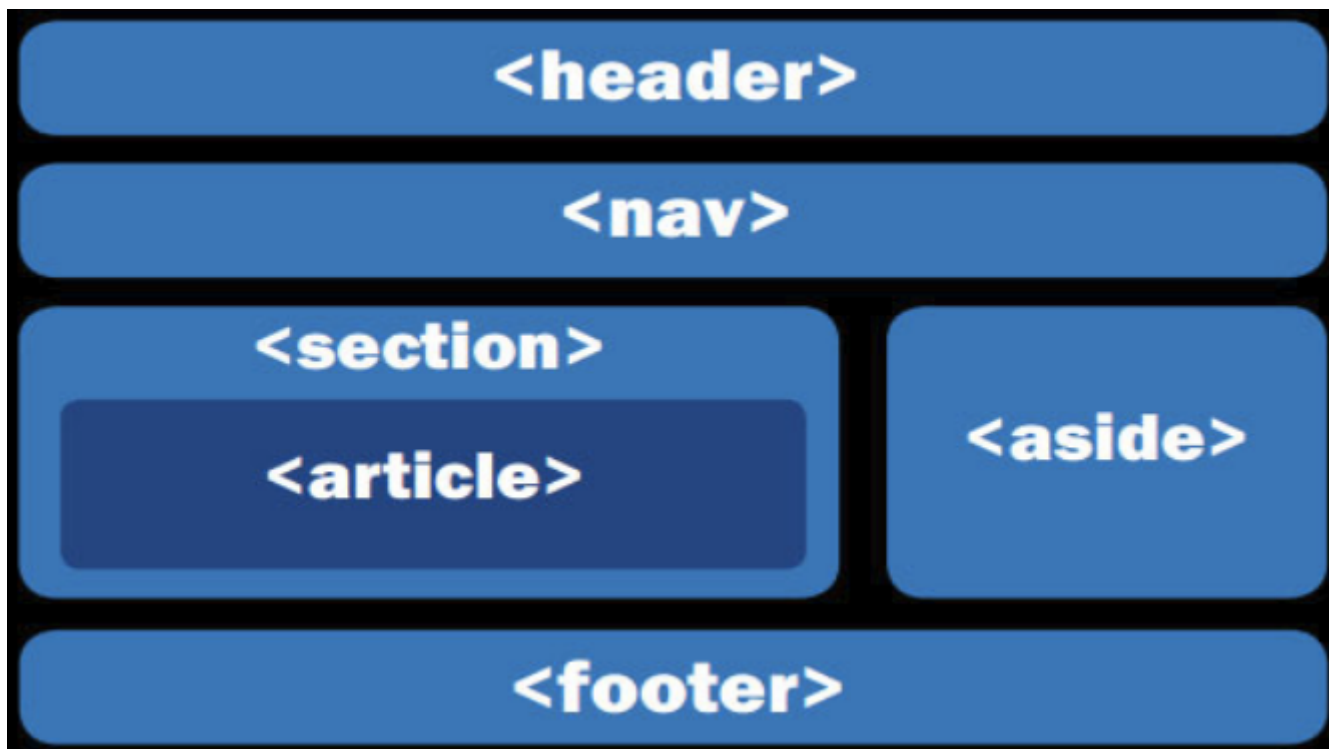 <header>
<nav>
<section>
<article>
<aside>
<footer>